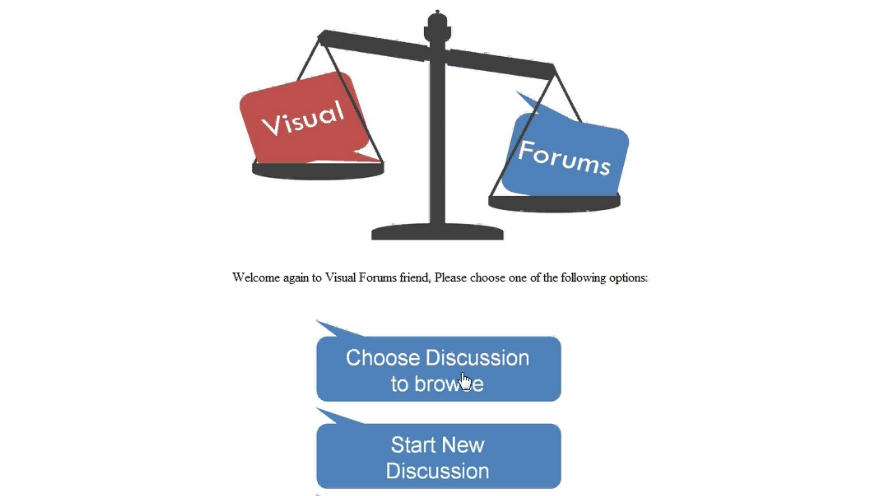 Visual
Forums
Welcome again to Visual Forums friend, Please choose one of the following options:
Choose Discussion
to browse
Start New
Discussion